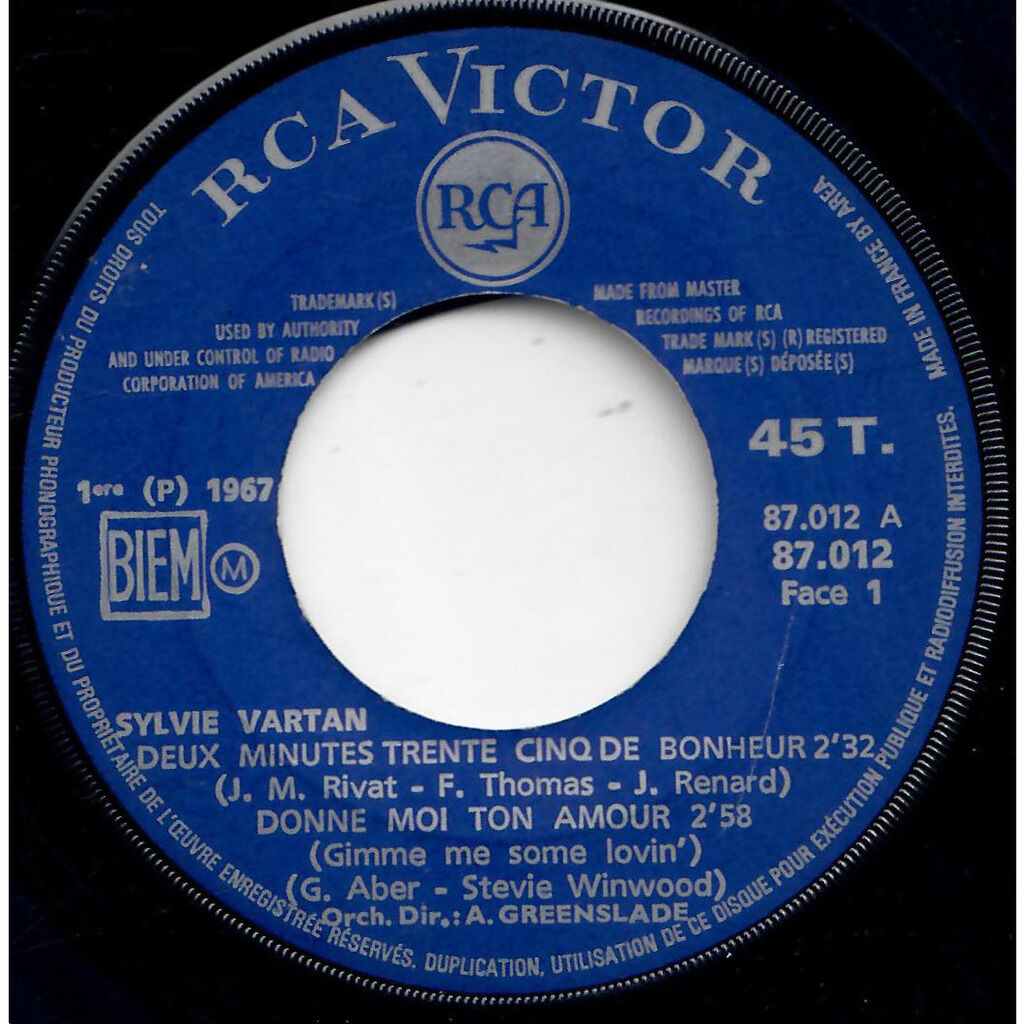 RCA VICTOR
RCA
TRADEMARK(S)
USED BY AUTHORITY
AND UNDER CONTROL OF RADIO
CORPORATION OF AMERICA
MADE FROM MASTER
RECORDINGS OF RCA
TRADE MARK(S) (R) REGISTERED
MARQUE(S) DÉPOSÉE(S)
45 T.
1ere (P) 1967
BIEM M
87.012 A
87.012
Face 1
SYLVIE VARTAN
DEUX MINUTES TRENTE CINQ DE BONHEUR 2'32
(J. M. Rivat - F. Thomas - J. Renard)
DONNE MOI TON AMOUR 2'58
(Gimme me some lovin')
(G. Aber - Stevie Winwood)
Orch. Dir.: A. GREENSLADE
TOUS DROITS DU PRODUCTEUR PHONOGRAPHIQUE ET DU PROPRIÉTAIRE DE L'ŒUVRE ENREGISTRÉE RÉSERVÉS. DUPLICATION, UTILISATION DE CE DISQUE POUR EXÉCUTION PUBLIQUE ET RADIODIFFUSION INTERDITES.
MADE IN FRANCE BY AREA